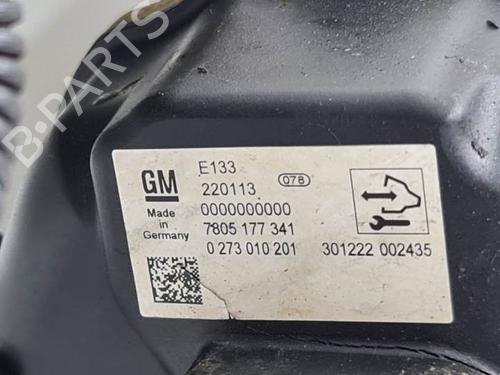 B-PARTS
GM
Made
in
Germany
E133
220113 078
0000000000
7805 177 341
0 273 010 201 301222 002435